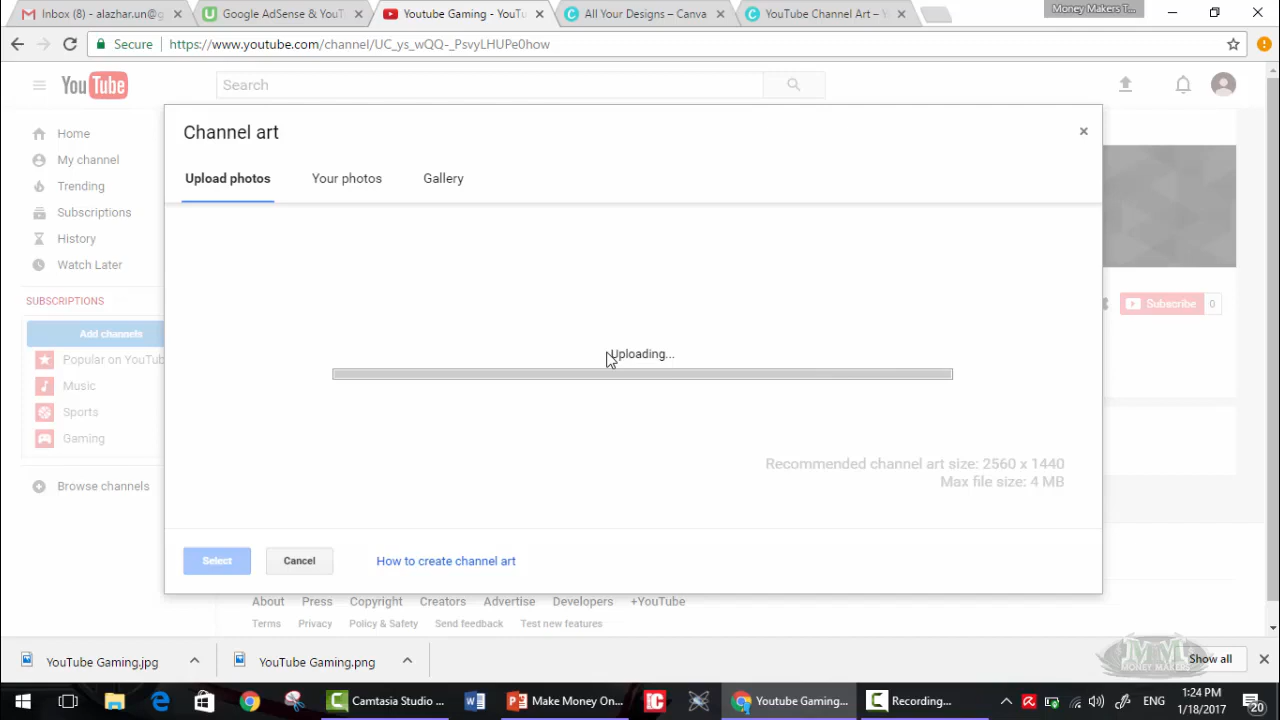 Inbox (8) - alazhar.un@g
Google AdSense & YouT
Youtube Gaming - YouTu
All Your Designs – Canv
YouTube Channel Art –
Money Makers T...
Secure
https://www.youtube.com/channel/UC_ys_wQQ-_PsvyLHUPe0how
YouTube
Search
Home
My channel
Trending
Subscriptions
History
Watch Later
SUBSCRIPTIONS
Add channels
Popular on YouTub
Music
Sports
Gaming
Browse channels
Channel art
Upload photos
Your photos
Gallery
Uploading...
Recommended channel art size: 2560 x 1440
Max file size: 4 MB
Select
Cancel
How to create channel art
Subscribe 0
About Press Copyright Creators Advertise Developers +YouTube
Terms Privacy Policy & Safety Send feedback Test new features
YouTube Gaming.jpg
YouTube Gaming.png
MM
MONEY MAKERS
Show all
Camtasia Studio ...
Make Money On...
Youtube Gaming...
Recording...
ENG
1:24 PM
1/18/2017
20